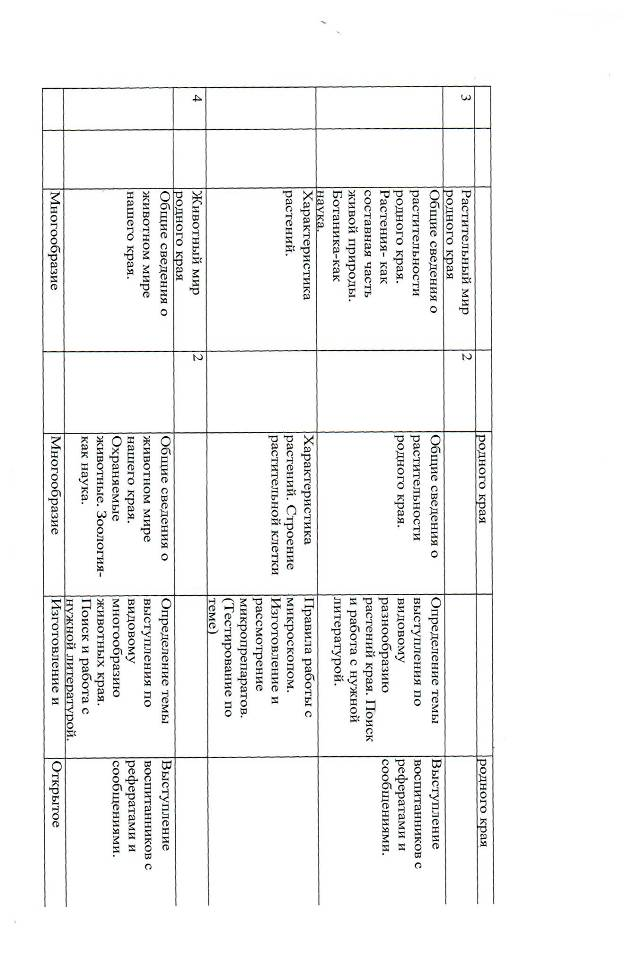 родного края
родного края
3
Растительный мир
родного края
2
Общие сведения о
растительности
родного края.
Растения- как
составная часть
живой природы.
Ботаника-как
наука.
Общие сведения о
растительности
родного края.
Определение темы
выступления по
видовому
разнообразию
растений края. Поиск
и работа с нужной
литературой.
Выступление
воспитанников с
рефератами и
сообщениями.
Характеристика
растений.
Характеристика
растений. Строение
растительной клетки
Правила работы с
микроскопом.
Изготовление и
рассмотрение
микропрепаратов.
(Тестирование по
теме)
4
Животный мир
родного края
2
Общие сведения о
животном мире
нашего края.
Общие сведения о
животном мире
нашего края.
Охраняемые
животные. Зоология-
как наука.
Определение темы
выступления по
видовому
многообразию
животных края.
Поиск и работа с
нужной литературой.
Выступление
воспитанников с
рефератами и
сообщениями.
Многообразие
Многообразие
Изготовление и
Открытое